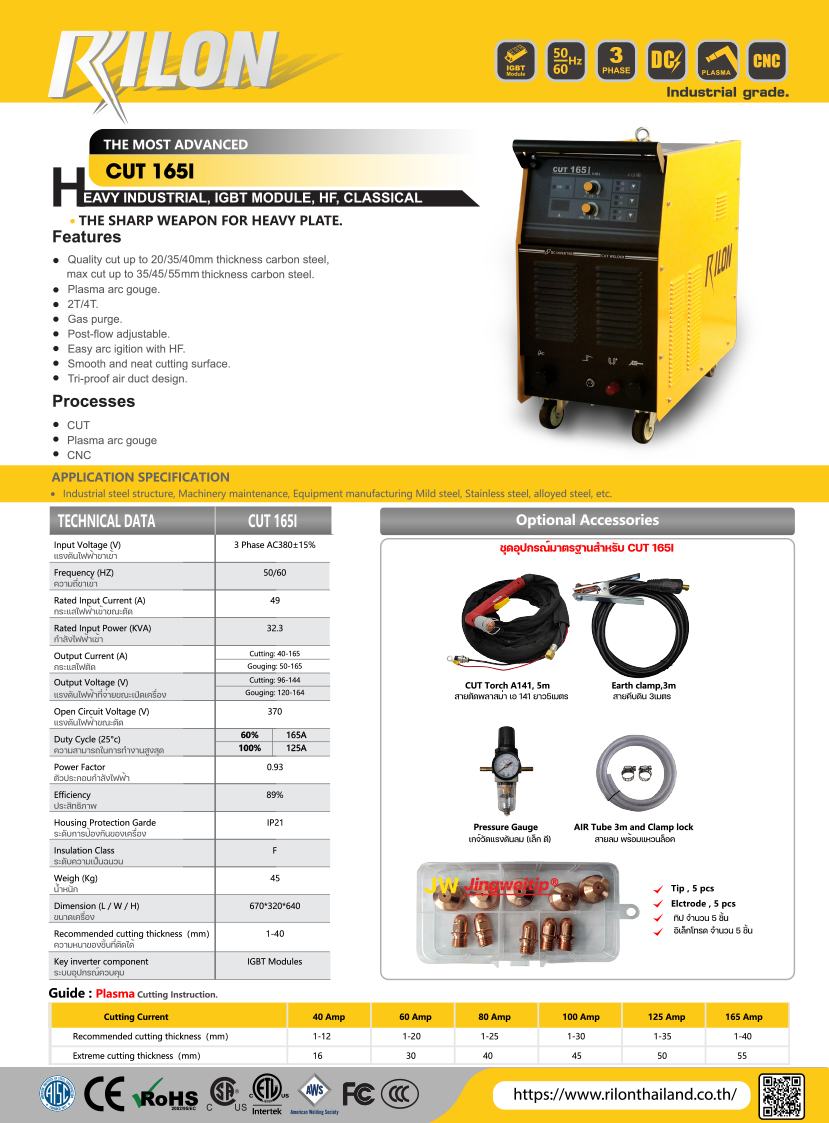 RILON
IGBT
Module
50
60 Hz
3
PHASE
DC
PLASMA
CNC
Industrial grade.
THE MOST ADVANCED
CUT 165I
HEAVY INDUSTRIAL, IGBT MODULE, HF, CLASSICAL
• THE SHARP WEAPON FOR HEAVY PLATE.
Features
• Quality cut up to 20/35/40mm thickness carbon steel,
max cut up to 35/45/55mm thickness carbon steel.
• Plasma arc gouge.
• 2T/4T.
• Gas purge.
• Post-flow adjustable.
• Easy arc igition with HF.
• Smooth and neat cutting surface.
• Tri-proof air duct design.
Processes
• CUT
• Plasma arc gouge
• CNC
CUT 165I
RILON
APPLICATION SPECIFICATION
• Industrial steel structure, Machinery maintenance, Equipment manufacturing Mild steel, Stainless steel, alloyed steel, etc.
TECHNICAL DATA CUT 165I
Input Voltage (V) 3 Phase AC380±15%
แรงดันไฟฟ้าขาเข้า
Frequency (HZ) 50/60
ความถี่ขาเข้า
Rated Input Current (A) 49
กระแสไฟฟ้าเข้าขณะตัด
Rated Input Power (KVA) 32.3
กำลังไฟฟ้าเข้า
Output Current (A) Cutting: 40-165
กระแสไฟตัด Gouging: 50-165
Output Voltage (V) Cutting: 96-144
แรงดันไฟฟ้าที่จ่ายขณะเปิดเครื่อง Gouging: 120-164
Open Circuit Voltage (V) 370
แรงดันไฟฟ้าขณะตัด
Duty Cycle (25°c) 60% 165A
ความสามารถในการทำงานสูงสุด 100% 125A
Power Factor 0.93
ตัวประกอบกำลังไฟฟ้า
Efficiency 89%
ประสิทธิภาพ
Housing Protection Garde IP21
ระดับการป้องกันของเครื่อง
Insulation Class F
ระดับความเป็นฉนวน
Weigh (Kg) 45
น้ำหนัก
Dimension (L / W / H) 670*320*640
ขนาดเครื่อง
Recommended cutting thickness (mm) 1-40
ความหนาของชิ้นที่ตัดได้
Key inverter component IGBT Modules
ระบบอุปกรณ์ควบคุม
Optional Accessories
ชุดอุปกรณ์มาตรฐานสำหรับ CUT 165I
CUT Torch A141, 5m
สายตัดพลาสม่า เอ 141 ยาว5เมตร
Earth clamp,3m
สายคีบดิน 3เมตร
Pressure Gauge
เกจ์วัดแรงดันลม (เล็ก ดี)
AIR Tube 3m and Clamp lock
สายลม พร้อมแหวนล็อค
JW Jingweitip®
Tip , 5 pcs
Elctrode , 5 pcs
ทิป จำนวน 5 ชิ้น
อิเล็กโทรด จำนวน 5 ชิ้น
Guide : Plasma Cutting Instruction.
Cutting Current 40 Amp 60 Amp 80 Amp 100 Amp 125 Amp 165 Amp
Recommended cutting thickness (mm) 1-12 1-20 1-25 1-30 1-35 1-40
Extreme cutting thickness (mm) 16 30 40 45 50 55
AISC
CE
RoHS
2002/95/EC
C SA US
C ETL US
Intertek
AWS
American Welding Society
FC
CCC
https://www.rilonthailand.co.th/